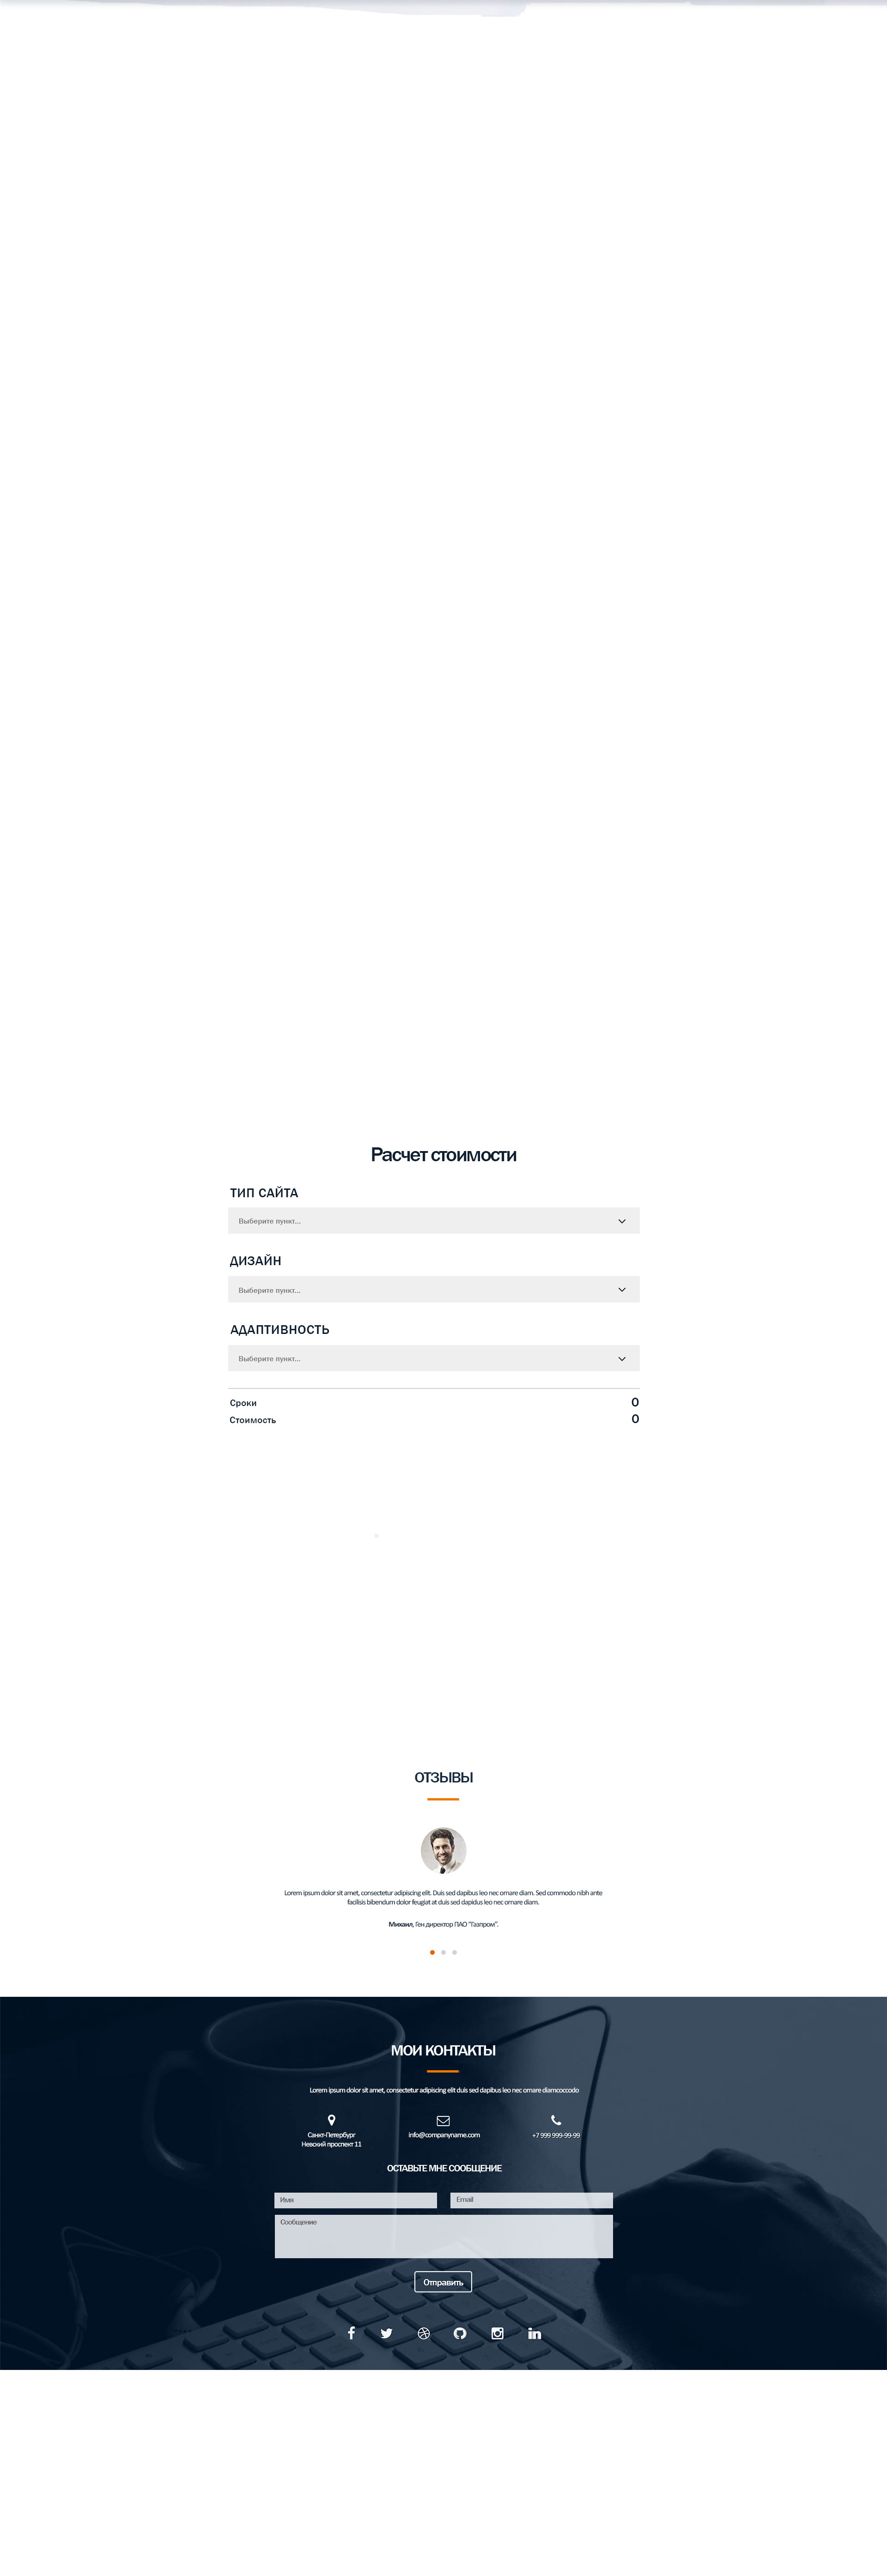 Расчет стоимости
ТИП САЙТА
Выберите пункт...
ДИЗАЙН
Выберите пункт...
АДАПТИВНОСТЬ
Выберите пункт...
Сроки 0
Стоимость 0
ОТЗЫВЫ
Lorem ipsum dolor sit amet, consectetur adipiscing elit. Duis sed dapibus leo nec ornare diam. Sed commodo nibh ante
facilisis bibendum dolor feugiat at duis sed dapidus leo nec ornare diam.
Михаил, Ген директор ПАО "Газпром".
МОИ КОНТАКТЫ
Lorem ipsum dolor sit amet, consectetur adipiscing elit duis sed dapibus leo nec ornare diamcoccodo
Санкт-Петербург
Невский проспект 11
info@companyname.com
+7 999 999-99-99
ОСТАВЬТЕ МНЕ СООБЩЕНИЕ
Имя
Email
Сообщение
Отправить